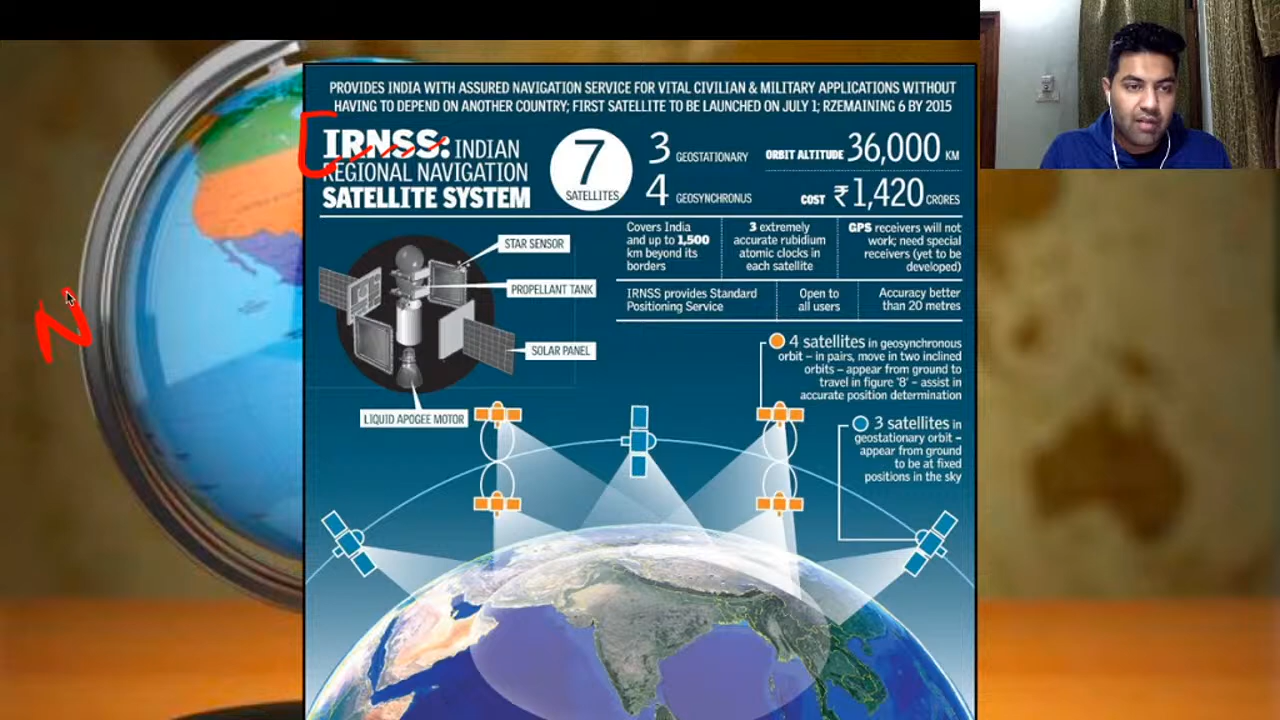 PROVIDES INDIA WITH ASSURED NAVIGATION SERVICE FOR VITAL CIVILIAN & MILITARY APPLICATIONS WITHOUT
HAVING TO DEPEND ON ANOTHER COUNTRY; FIRST SATELLITE TO BE LAUNCHED ON JULY 1; RZEMAINING 6 BY 2015
IRNSS: INDIAN
REGIONAL NAVIGATION
SATELLITE SYSTEM
7
SATELLITES
3 GEOSTATIONARY
4 GEOSYNCHRONUS
ORBIT ALTITUDE 36,000 KM
COST ₹1,420 CRORES
Covers India
and up to 1,500
km beyond its
borders
3 extremely
accurate rubidium
atomic clocks in
each satellite
GPS receivers will not
work; need special
receivers (yet to be
developed)
IRNSS provides Standard
Positioning Service
Open to
all users
Accuracy better
than 20 metres
STAR SENSOR
PROPELLANT TANK
SOLAR PANEL
LIQUID APOGEE MOTOR
4 satellites in geosynchronous
orbit – in pairs, move in two inclined
orbits – appear from ground to
travel in figure '8' – assist in
accurate position determination
3 satellites in
geostationary orbit –
appear from ground
to be at fixed
positions in the sky
N